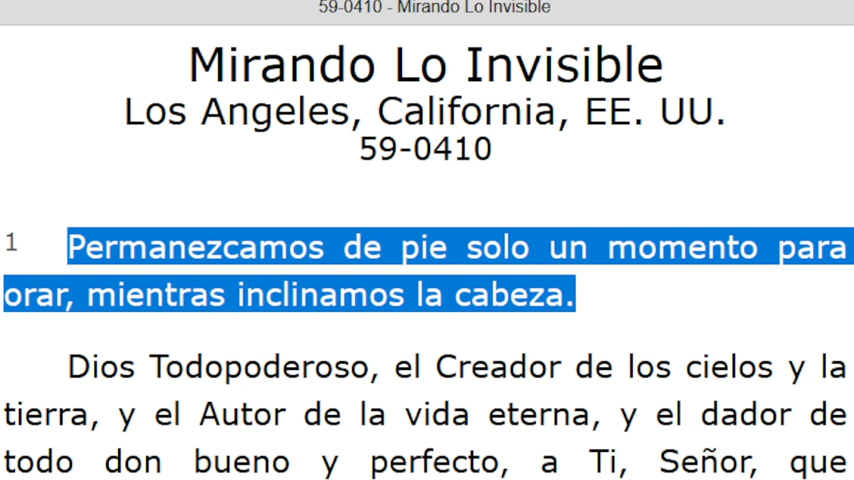 59-0410 - Mirando Lo Invisible
Mirando Lo Invisible
Los Angeles, California, EE. UU.
59-0410
1 Permanezcamos de pie solo un momento para
orar, mientras inclinamos la cabeza.
Dios Todopoderoso, el Creador de los cielos y la
tierra, y el Autor de la vida eterna, y el dador de
todo don bueno y perfecto, a Ti, Señor, que